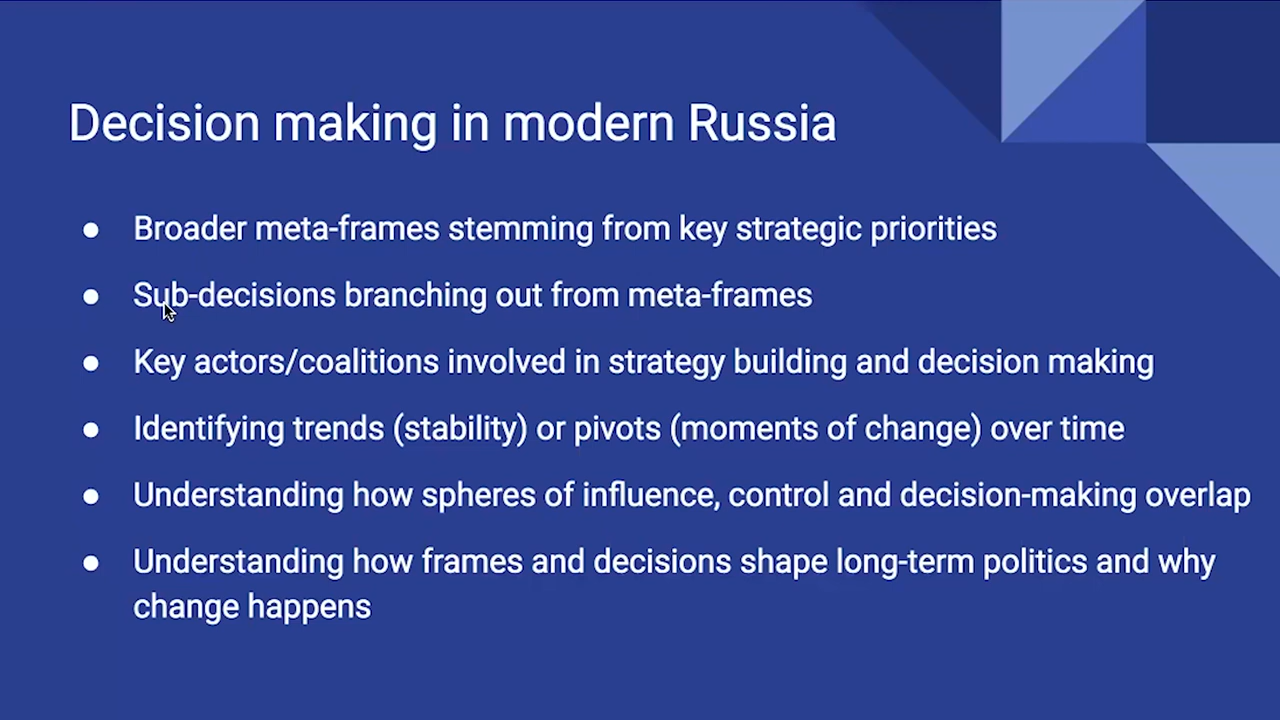 Decision making in modern Russia
● Broader meta-frames stemming from key strategic priorities
● Sub-decisions branching out from meta-frames
● Key actors/coalitions involved in strategy building and decision making
● Identifying trends (stability) or pivots (moments of change) over time
● Understanding how spheres of influence, control and decision-making overlap
● Understanding how frames and decisions shape long-term politics and why
change happens